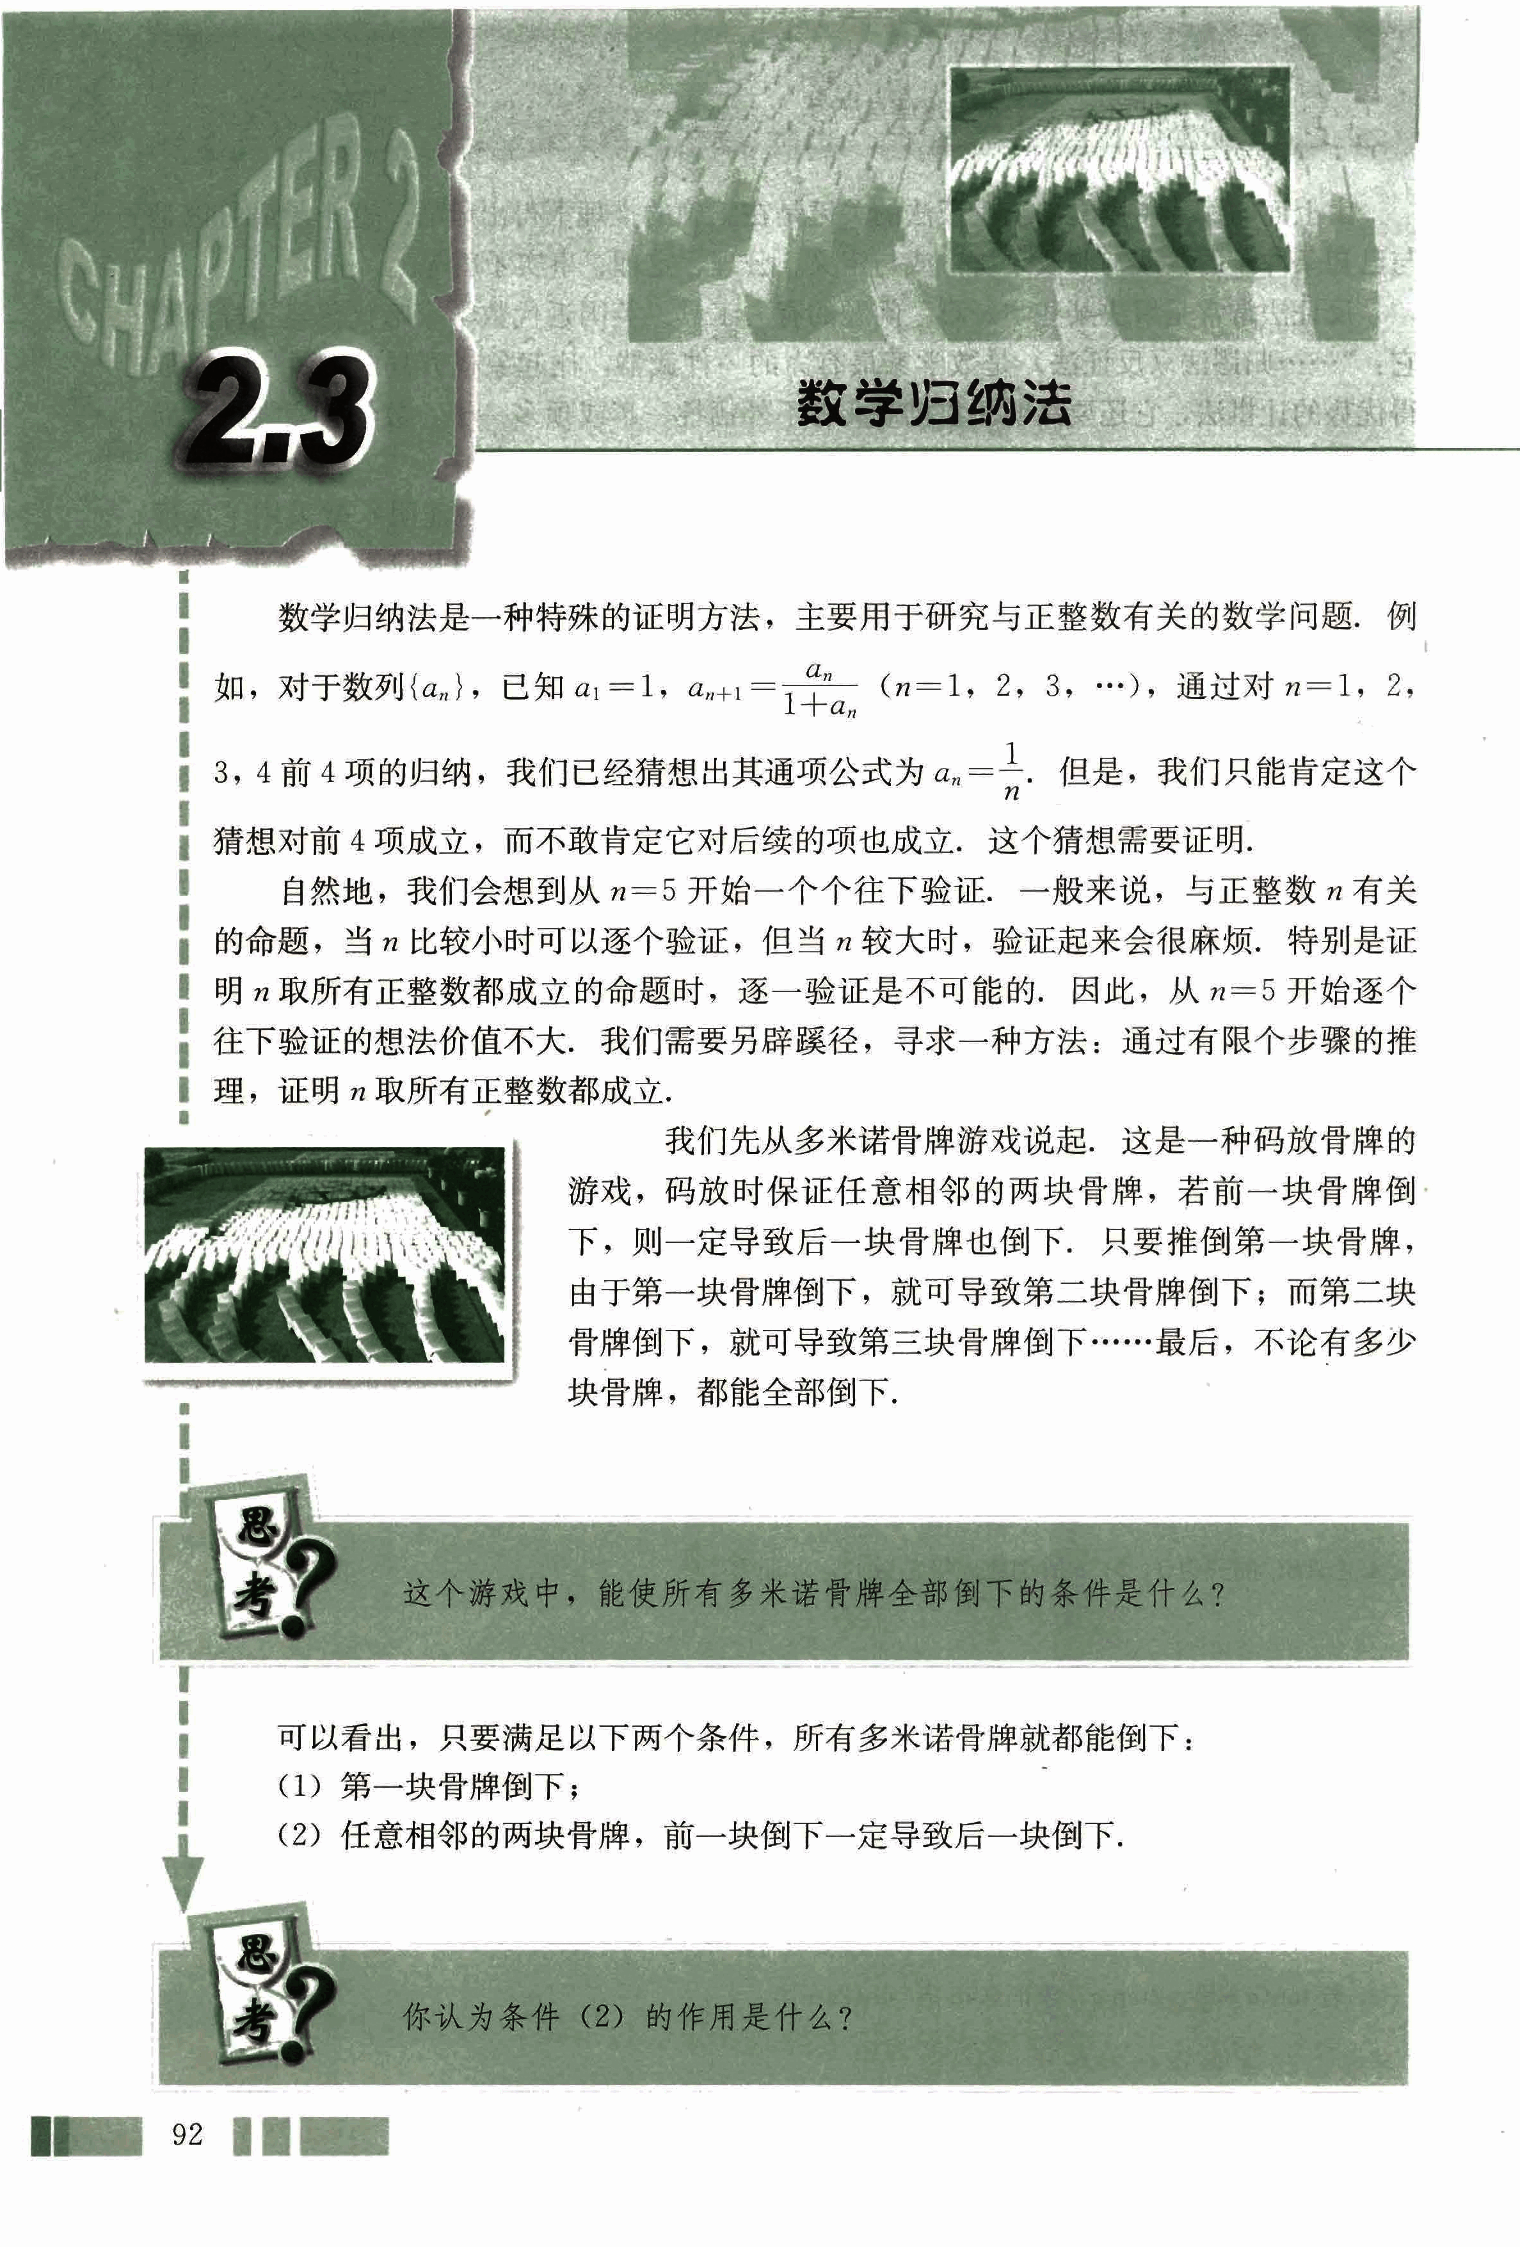 CHAPTER 2
2.3
数学归纳法
数学归纳法是一种特殊的证明方法，主要用于研究与正整数有关的数学问题. 例
如，对于数列{aₙ}，已知 a₁=1，aₙ₊₁=aₙ/(1+aₙ)（n=1，2，3，…），通过对 n=1，2，
3，4 前 4 项的归纳，我们已经猜想出其通项公式为 aₙ=1/n. 但是，我们只能肯定这个
猜想对前 4 项成立，而不敢肯定它对后续的项也成立. 这个猜想需要证明.
自然地，我们会想到从 n=5 开始一个个往下验证. 一般来说，与正整数 n 有关
的命题，当 n 比较小时可以逐个验证，但当 n 较大时，验证起来会很麻烦. 特别是证
明 n 取所有正整数都成立的命题时，逐一验证是不可能的. 因此，从 n=5 开始逐个
往下验证的想法价值不大. 我们需要另辟蹊径，寻求一种方法：通过有限个步骤的推
理，证明 n 取所有正整数都成立.
我们先从多米诺骨牌游戏说起. 这是一种码放骨牌的
游戏，码放时保证任意相邻的两块骨牌，若前一块骨牌倒
下，则一定导致后一块骨牌也倒下. 只要推倒第一块骨牌，
由于第一块骨牌倒下，就可导致第二块骨牌倒下；而第二块
骨牌倒下，就可导致第三块骨牌倒下……最后，不论有多少
块骨牌，都能全部倒下.
思考?
这个游戏中，能使所有多米诺骨牌全部倒下的条件是什么?
可以看出，只要满足以下两个条件，所有多米诺骨牌就都能倒下：
（1）第一块骨牌倒下；
（2）任意相邻的两块骨牌，前一块倒下一定导致后一块倒下.
思考?
你认为条件（2）的作用是什么?
92